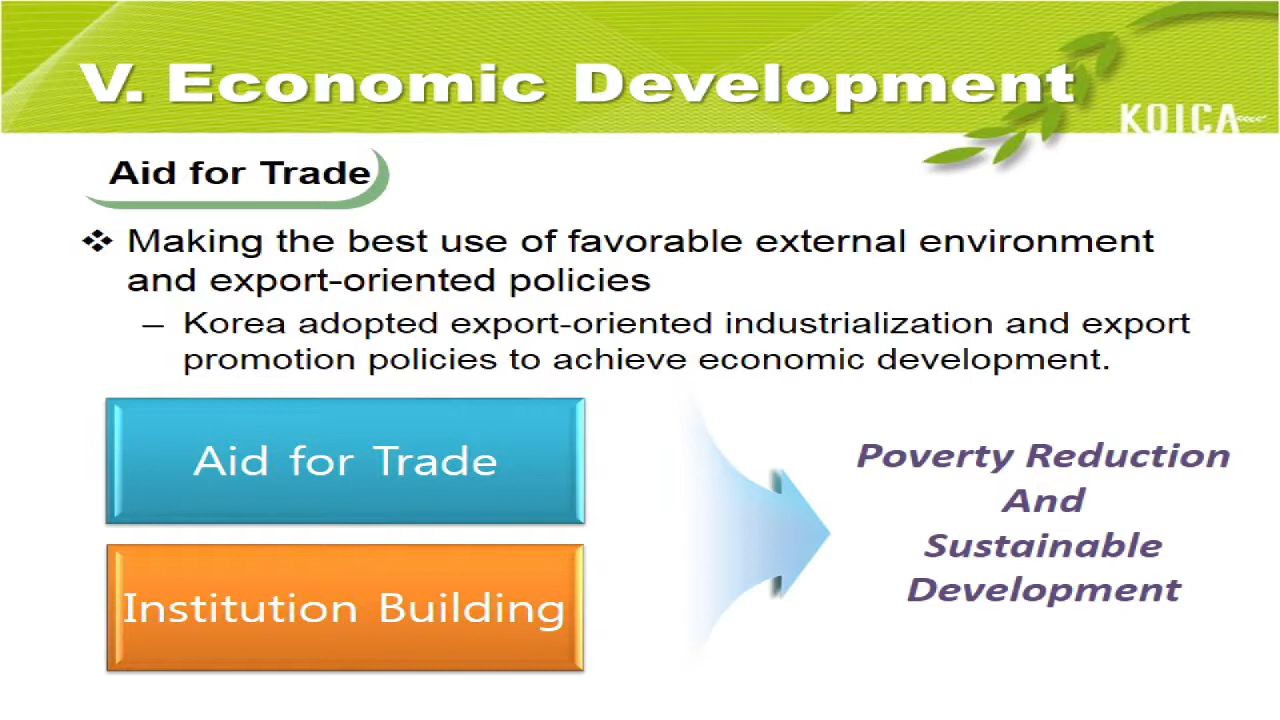 V. Economic Development
KOICA
Aid for Trade
❖ Making the best use of favorable external environment
and export-oriented policies
– Korea adopted export-oriented industrialization and export
promotion policies to achieve economic development.
Aid for Trade
Institution Building
Poverty Reduction
And
Sustainable
Development